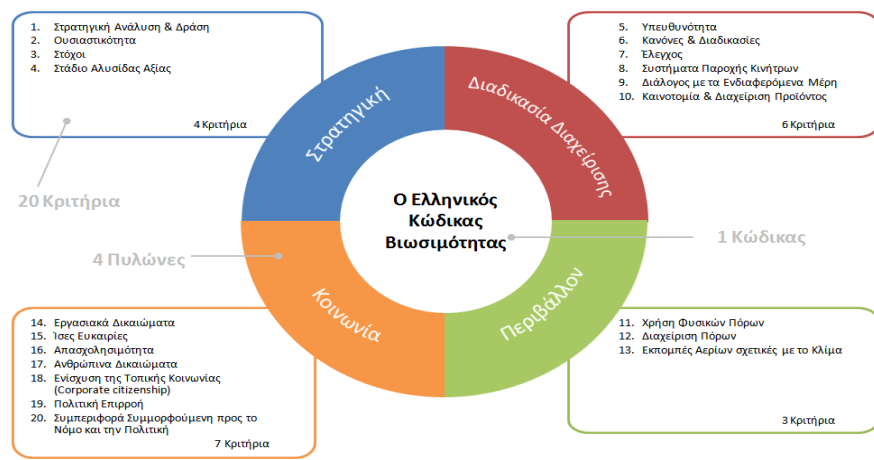 1. Στρατηγική Ανάλυση & Δράση
2. Ουσιαστικότητα
3. Στόχοι
4. Στάδιο Αλυσίδας Αξίας
4 Κριτήρια
5. Υπευθυνότητα
6. Κανόνες & Διαδικασίες
7. Έλεγχος
8. Συστήματα Παροχής Κινήτρων
9. Διάλογος με τα Ενδιαφερόμενα Μέρη
10. Καινοτομία & Διαχείριση Προϊόντος
6 Κριτήρια
Στρατηγική
Διαδικασία Διαχείρισης
20 Κριτήρια
Ο Ελληνικός
Κώδικας
Βιωσιμότητας
1 Κώδικας
4 Πυλώνες
Κοινωνία
Περιβάλλον
14. Εργασιακά Δικαιώματα
15. Ίσες Ευκαιρίες
16. Απασχολησιμότητα
17. Ανθρώπινα Δικαιώματα
18. Ενίσχυση της Τοπικής Κοινωνίας
(Corporate citizenship)
19. Πολιτική Επιρροή
20. Συμπεριφορά Συμμορφούμενη προς το
Νόμο και την Πολιτική
7 Κριτήρια
11. Χρήση Φυσικών Πόρων
12. Διαχείριση Πόρων
13. Εκπομπές Αερίων σχετικές με το Κλίμα
3 Κριτήρια